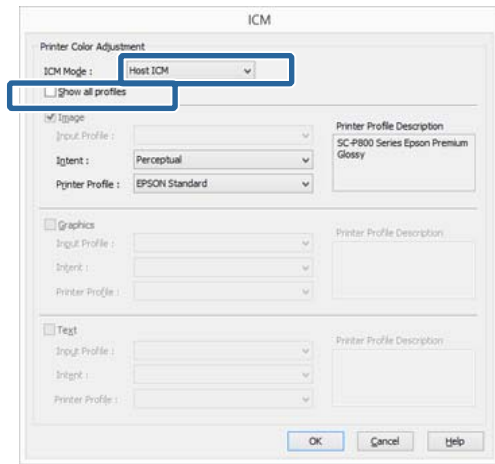 ICM
Printer Color Adjustment
ICM Mode : Host ICM
Show all profiles
Image
Input Profile :
Intent : Perceptual
Printer Profile : EPSON Standard
Printer Profile Description
SC-P800 Series Epson Premium
Glossy
Graphics
Input Profile :
Intent :
Printer Profile :
Printer Profile Description
Text
Input Profile :
Intent :
Printer Profile :
Printer Profile Description
OK Cancel Help